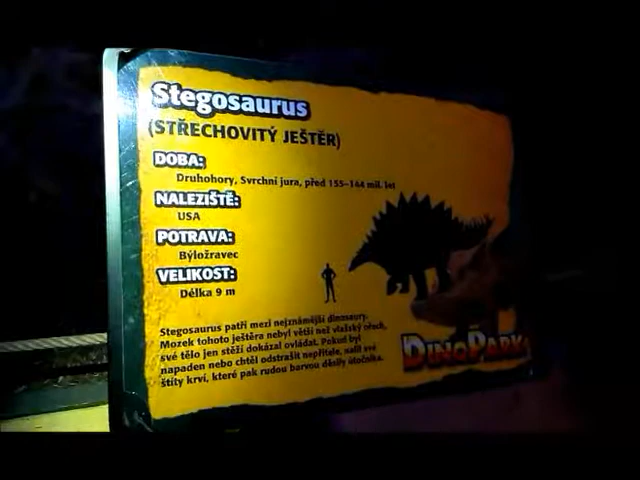 Stegosaurus
(STŘECHOVITÝ JEŠTĚR)
DOBA:
Druhohory, Svrchní jura, před 155–144 mil. let
NALEZIŠTĚ:
USA
POTRAVA:
Býložravec
VELIKOST:
Délka 9 m
Stegosaurus patří mezi nejznámější dinosaury.
Mozek tohoto ještěra nebyl větší než vlašský ořech,
své tělo jen stěží dokázal ovládat. Pokud byl
napaden nebo chtěl odstrašit nepřítele, nalil své
štíty krví, které pak rudou barvou děsily útočníka.
DINOPARK